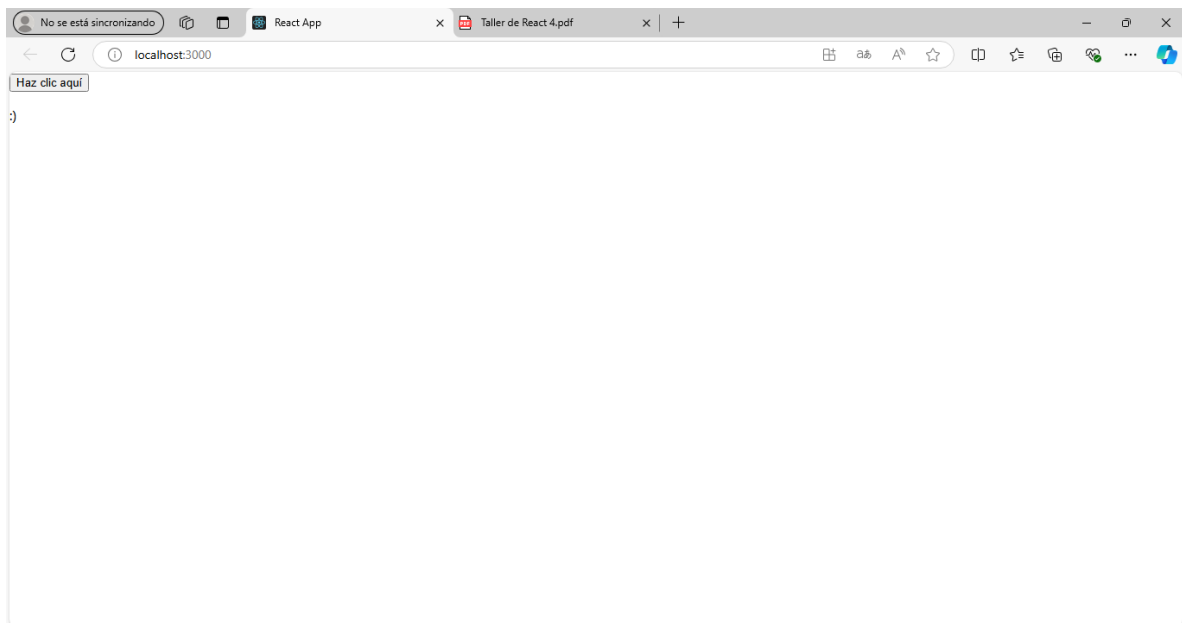 No se está sincronizando
React App
Taller de React 4.pdf
localhost:3000
Haz clic aquí
:)